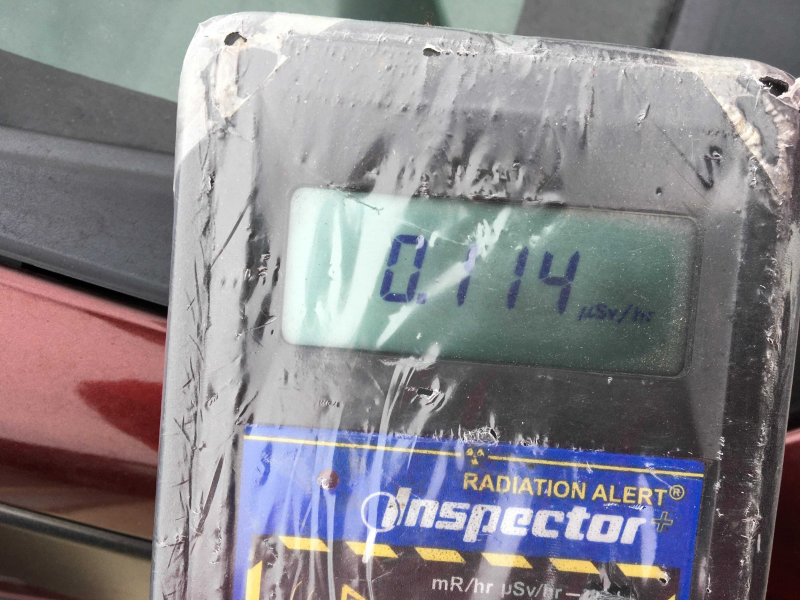 0.114 µSv/hr
RADIATION ALERT®
Inspector+
mR/hr µSv/hr